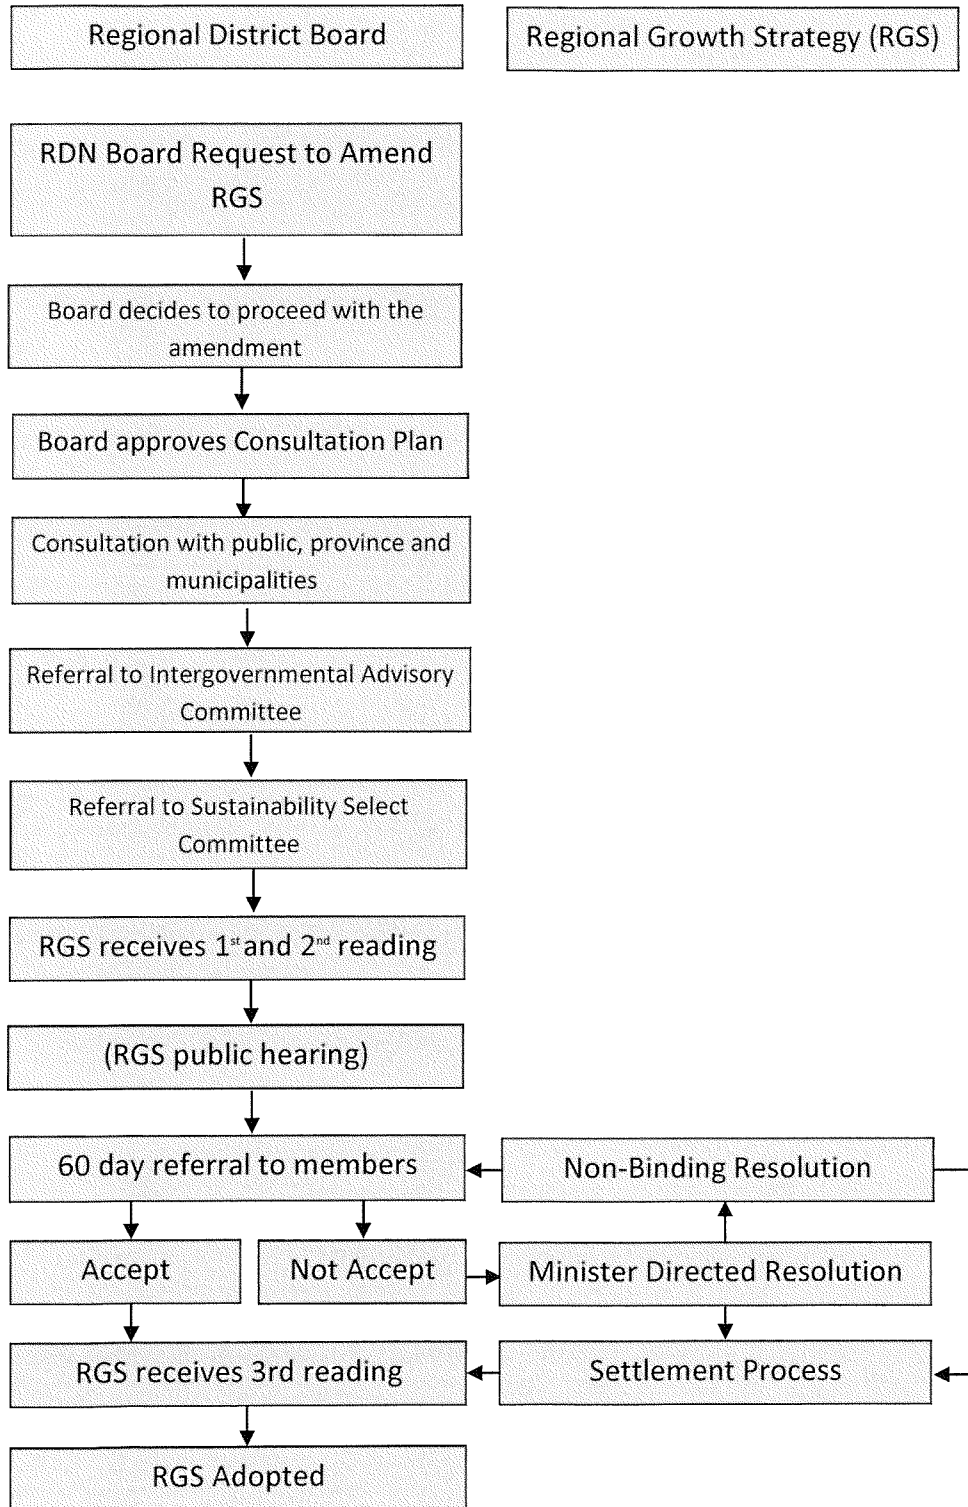 Regional District Board
Regional Growth Strategy (RGS)
RDN Board Request to Amend
RGS
Board decides to proceed with the
amendment
Board approves Consultation Plan
Consultation with public, province and
municipalities
Referral to Intergovernmental Advisory
Committee
Referral to Sustainability Select
Committee
RGS receives 1st and 2nd reading
(RGS public hearing)
60 day referral to members
Non-Binding Resolution
Accept
Not Accept
Minister Directed Resolution
RGS receives 3rd reading
Settlement Process
RGS Adopted